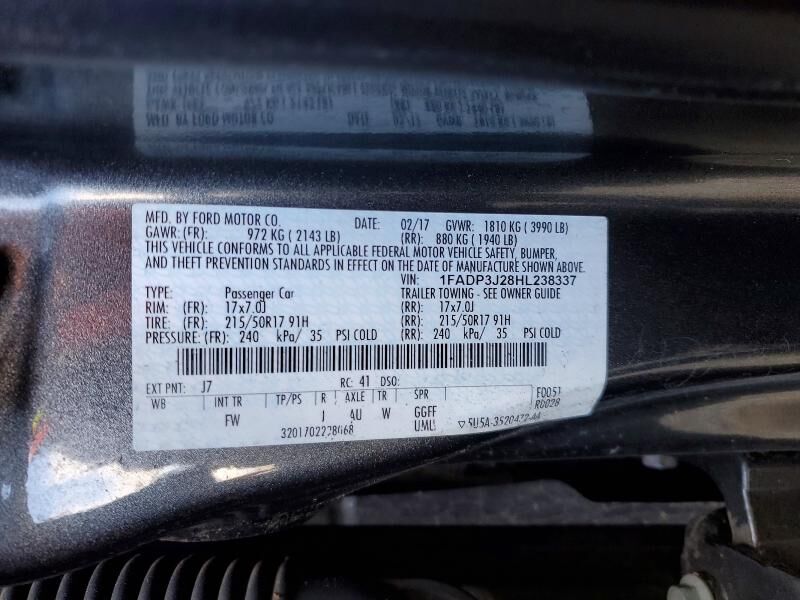 MFD. BY FORD MOTOR CO.
DATE: 02/17 GVWR: 1810 KG ( 3990 LB)
GAWR: (FR): 972 KG ( 2143 LB) (RR): 880 KG ( 1940 LB)
THIS VEHICLE CONFORMS TO ALL APPLICABLE FEDERAL MOTOR VEHICLE SAFETY, BUMPER,
AND THEFT PREVENTION STANDARDS IN EFFECT ON THE DATE OF MANUFACTURE SHOWN ABOVE.
VIN: 1FADP3J28HL238337
TYPE: Passenger Car TRAILER TOWING - SEE OWNER GUIDE
RIM: (FR): 17x7.0J (RR): 17x7.0J
TIRE: (FR): 215/50R17 91H (RR): 215/50R17 91H
PRESSURE: (FR): 240 kPa/ 35 PSI COLD (RR): 240 kPa/ 35 PSI COLD
EXT PNT: J7 RC: 41 DSO:
WB INT TR TP/PS R AXLE TR SPR F0051
R0028
FW J AU W GGFF
UML